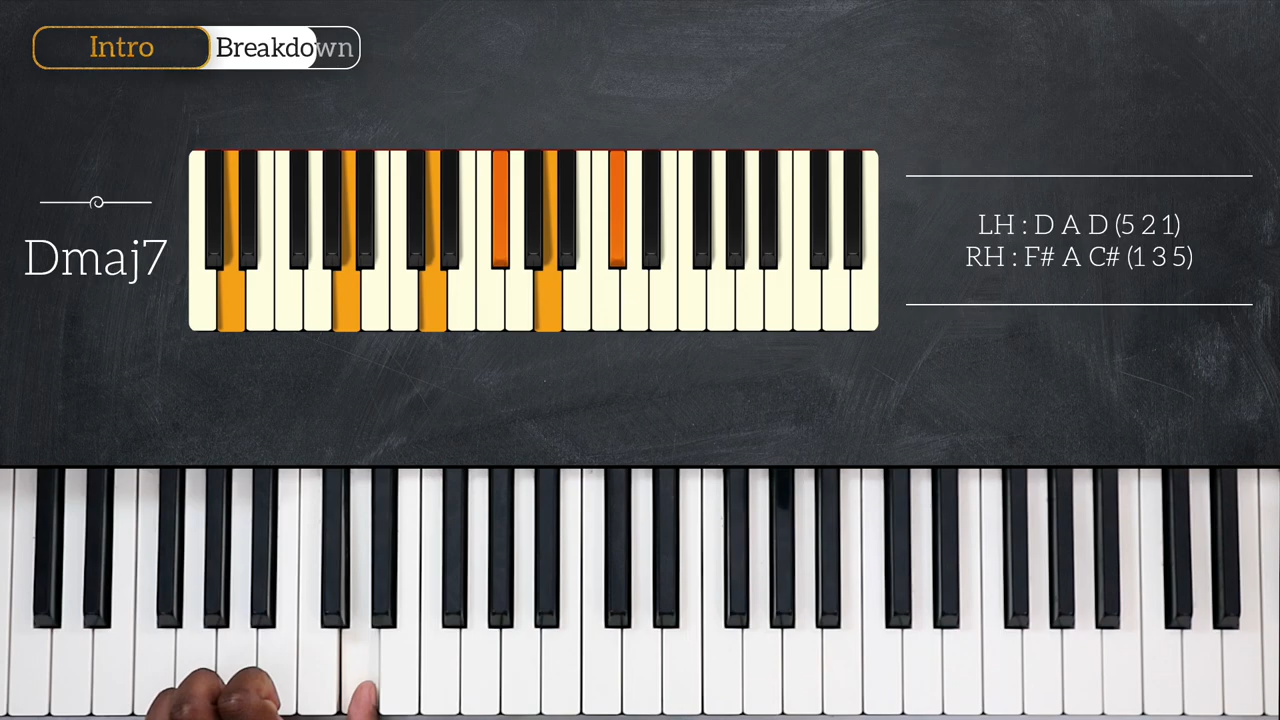 Intro Breakdown
Dmaj7
LH : D A D (5 2 1)
RH : F# A C# (1 3 5)